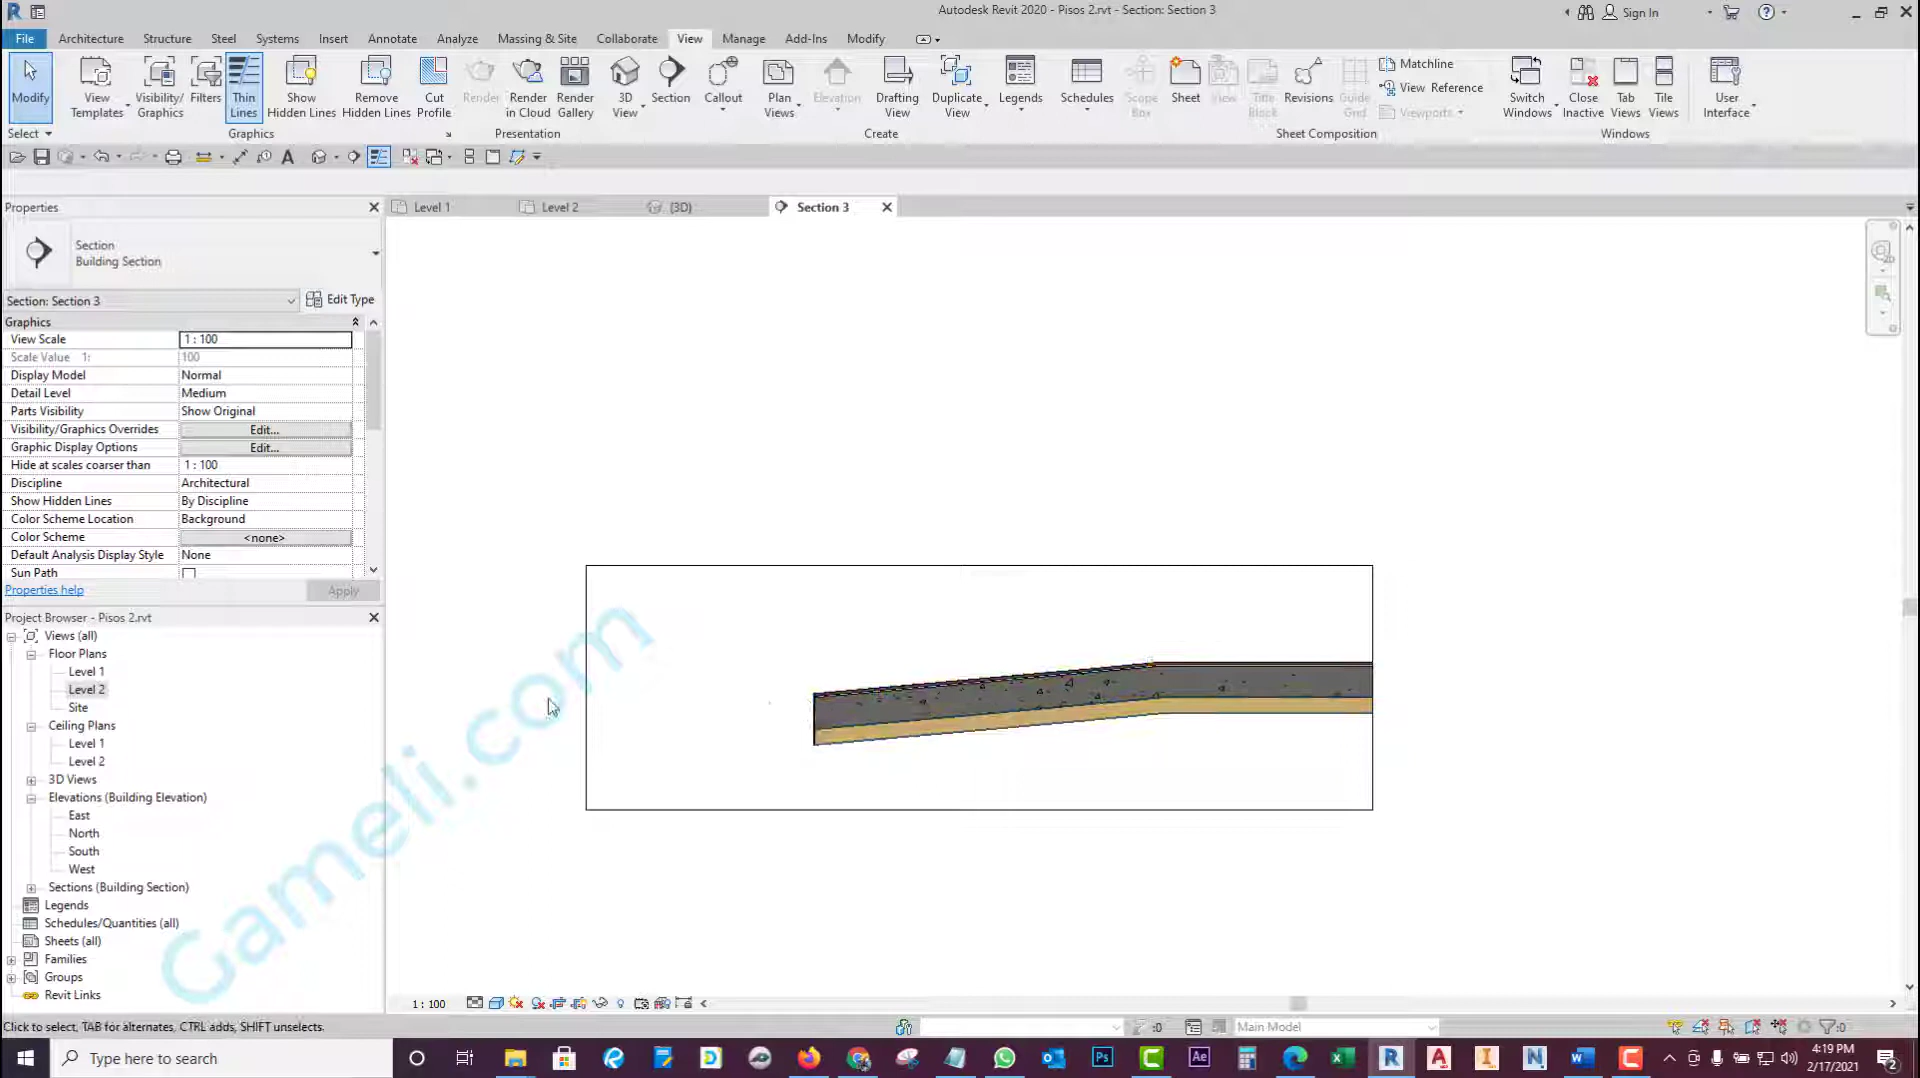 Autodesk Revit 2020 - Pisos 2.rvt - Section: Section 3
Sign In
File Architecture Structure Steel Systems Insert Annotate Analyze Massing & Site Collaborate View Manage Add-Ins Modify
Modify
View Templates
Visibility/ Graphics
Filters
Thin Lines
Show Hidden Lines
Remove Hidden Lines
Cut Profile
Render
Render in Cloud
Render Gallery
3D View
Section
Callout
Plan Views
Elevation
Drafting View
Duplicate View
Legends
Schedules
Scope Box
Sheet
View
Title Block
Revisions
Guide Grid
Matchline
View Reference
Viewports
Switch Windows
Close Inactive
Tab Views
Tile Views
User Interface
Select
Graphics
Presentation
Create
Sheet Composition
Windows
Properties
Level 1
Level 2
{3D}
Section 3
Section
Building Section
Section: Section 3
Edit Type
Graphics
View Scale 1 : 100
Scale Value 1: 100
Display Model Normal
Detail Level Medium
Parts Visibility Show Original
Visibility/Graphics Overrides Edit...
Graphic Display Options Edit...
Hide at scales coarser than 1 : 100
Discipline Architectural
Show Hidden Lines By Discipline
Color Scheme Location Background
Color Scheme <none>
Default Analysis Display Style None
Sun Path
Properties help
Apply
Project Browser - Pisos 2.rvt
Views (all)
Floor Plans
Level 1
Level 2
Site
Ceiling Plans
Level 1
Level 2
3D Views
Elevations (Building Elevation)
East
North
South
West
Sections (Building Section)
Legends
Schedules/Quantities (all)
Sheets (all)
Families
Groups
Revit Links
Gameli.com
1 : 100
Click to select, TAB for alternates, CTRL adds, SHIFT unselects.
:0
Main Model
:0
Type here to search
4:19 PM
2/17/2021